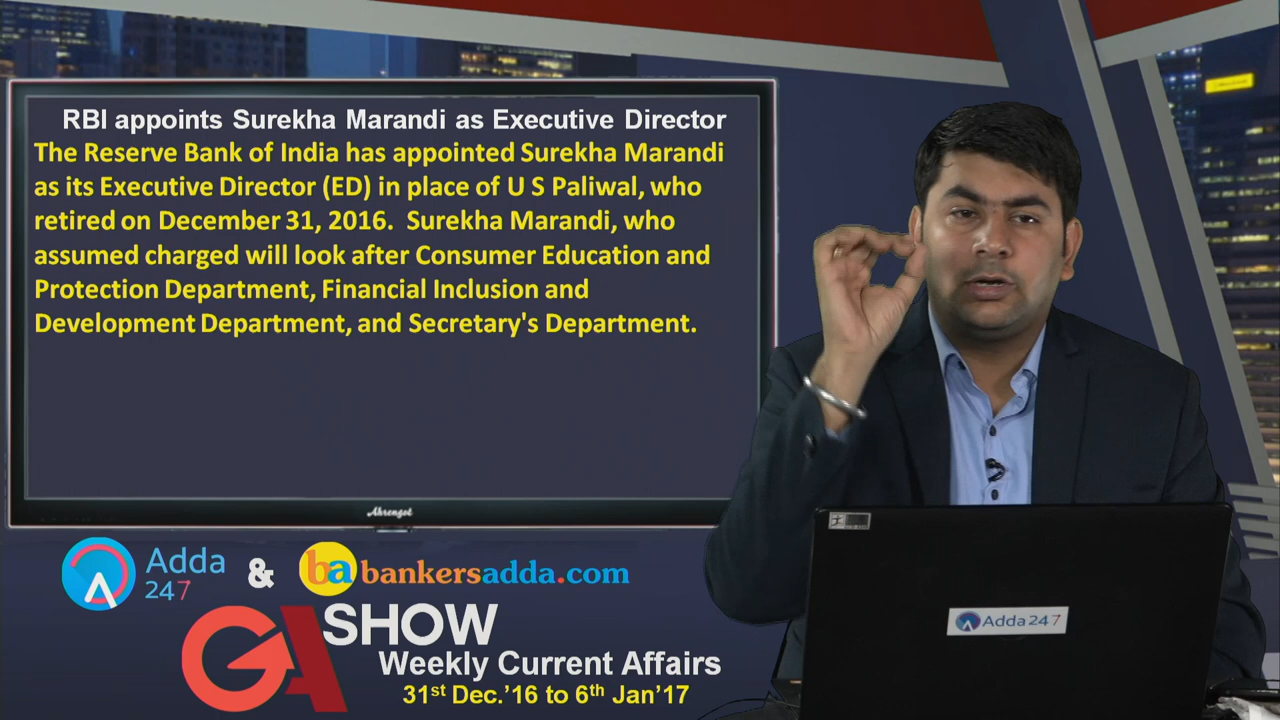 RBI appoints Surekha Marandi as Executive Director
The Reserve Bank of India has appointed Surekha Marandi
as its Executive Director (ED) in place of U S Paliwal, who
retired on December 31, 2016. Surekha Marandi, who
assumed charged will look after Consumer Education and
Protection Department, Financial Inclusion and
Development Department, and Secretary's Department.
Ahrengot
Adda 247 & ba bankersadda.com
GA SHOW
Weekly Current Affairs
31st Dec.'16 to 6th Jan'17
Adda247